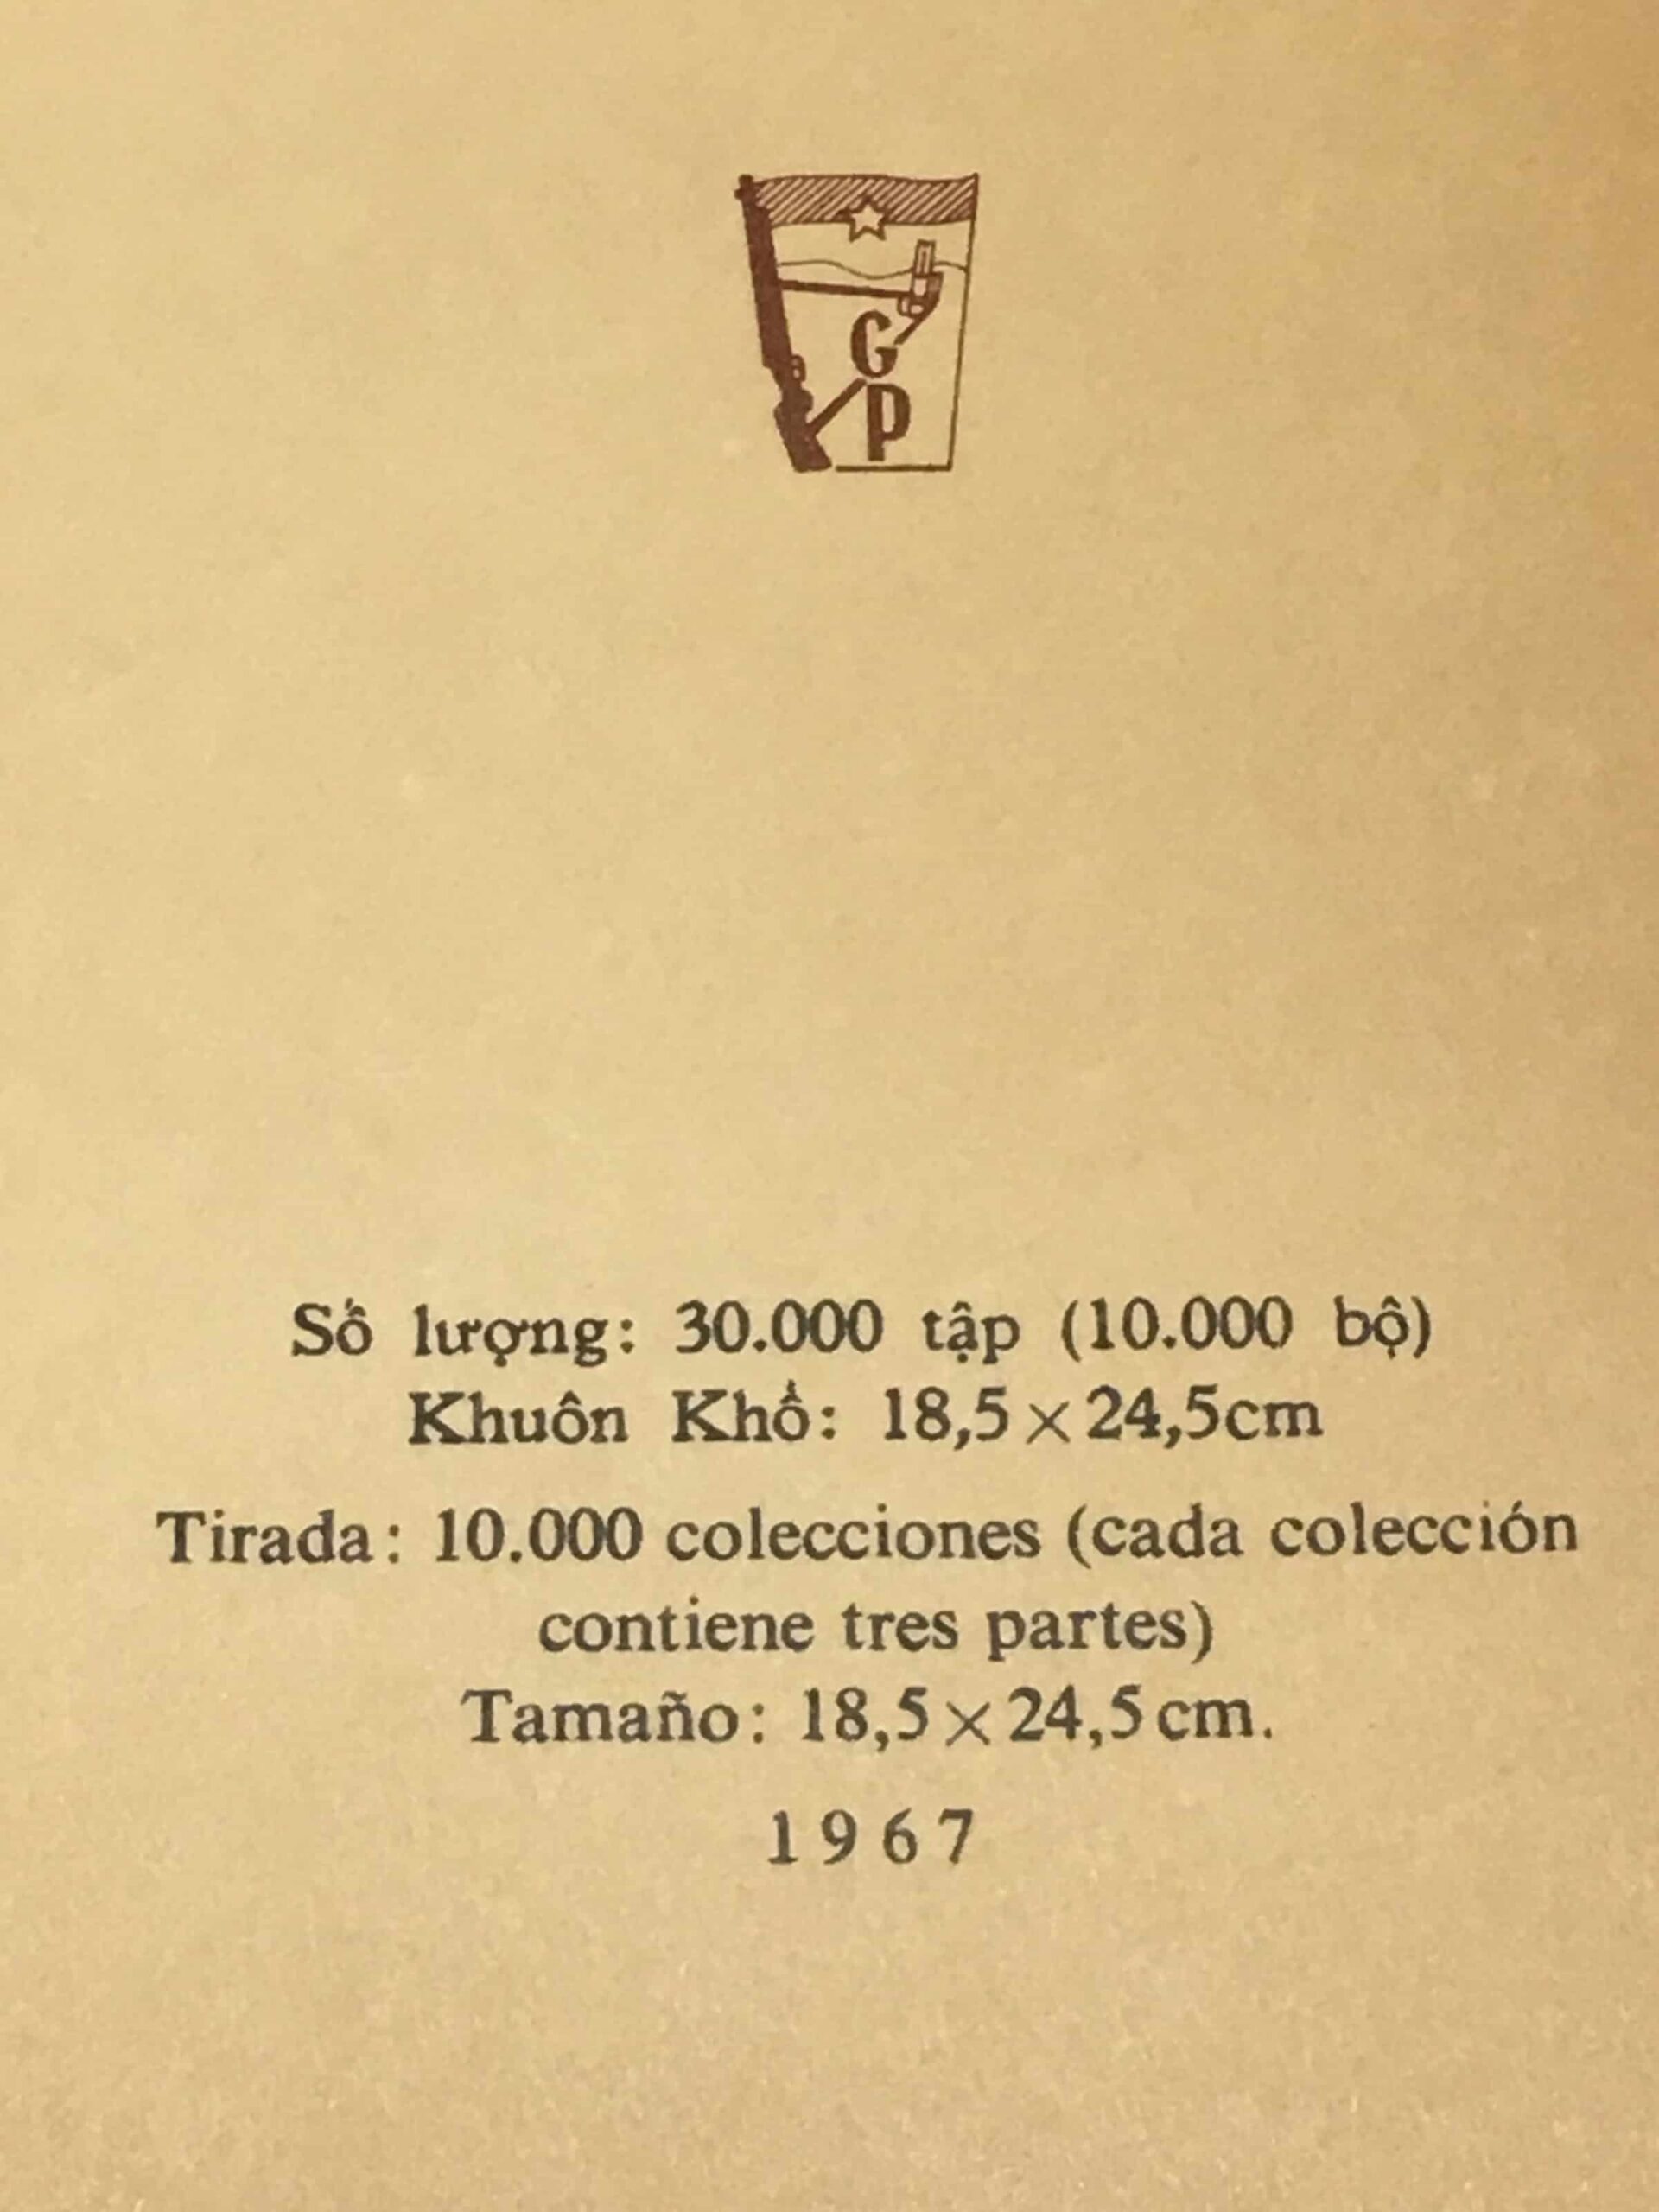 G
P
Số lượng: 30.000 tập (10.000 bộ)
Khuôn Khổ: 18,5 × 24,5cm
Tirada: 10.000 colecciones (cada colección
contiene tres partes)
Tamaño: 18,5 × 24,5 cm.
1967